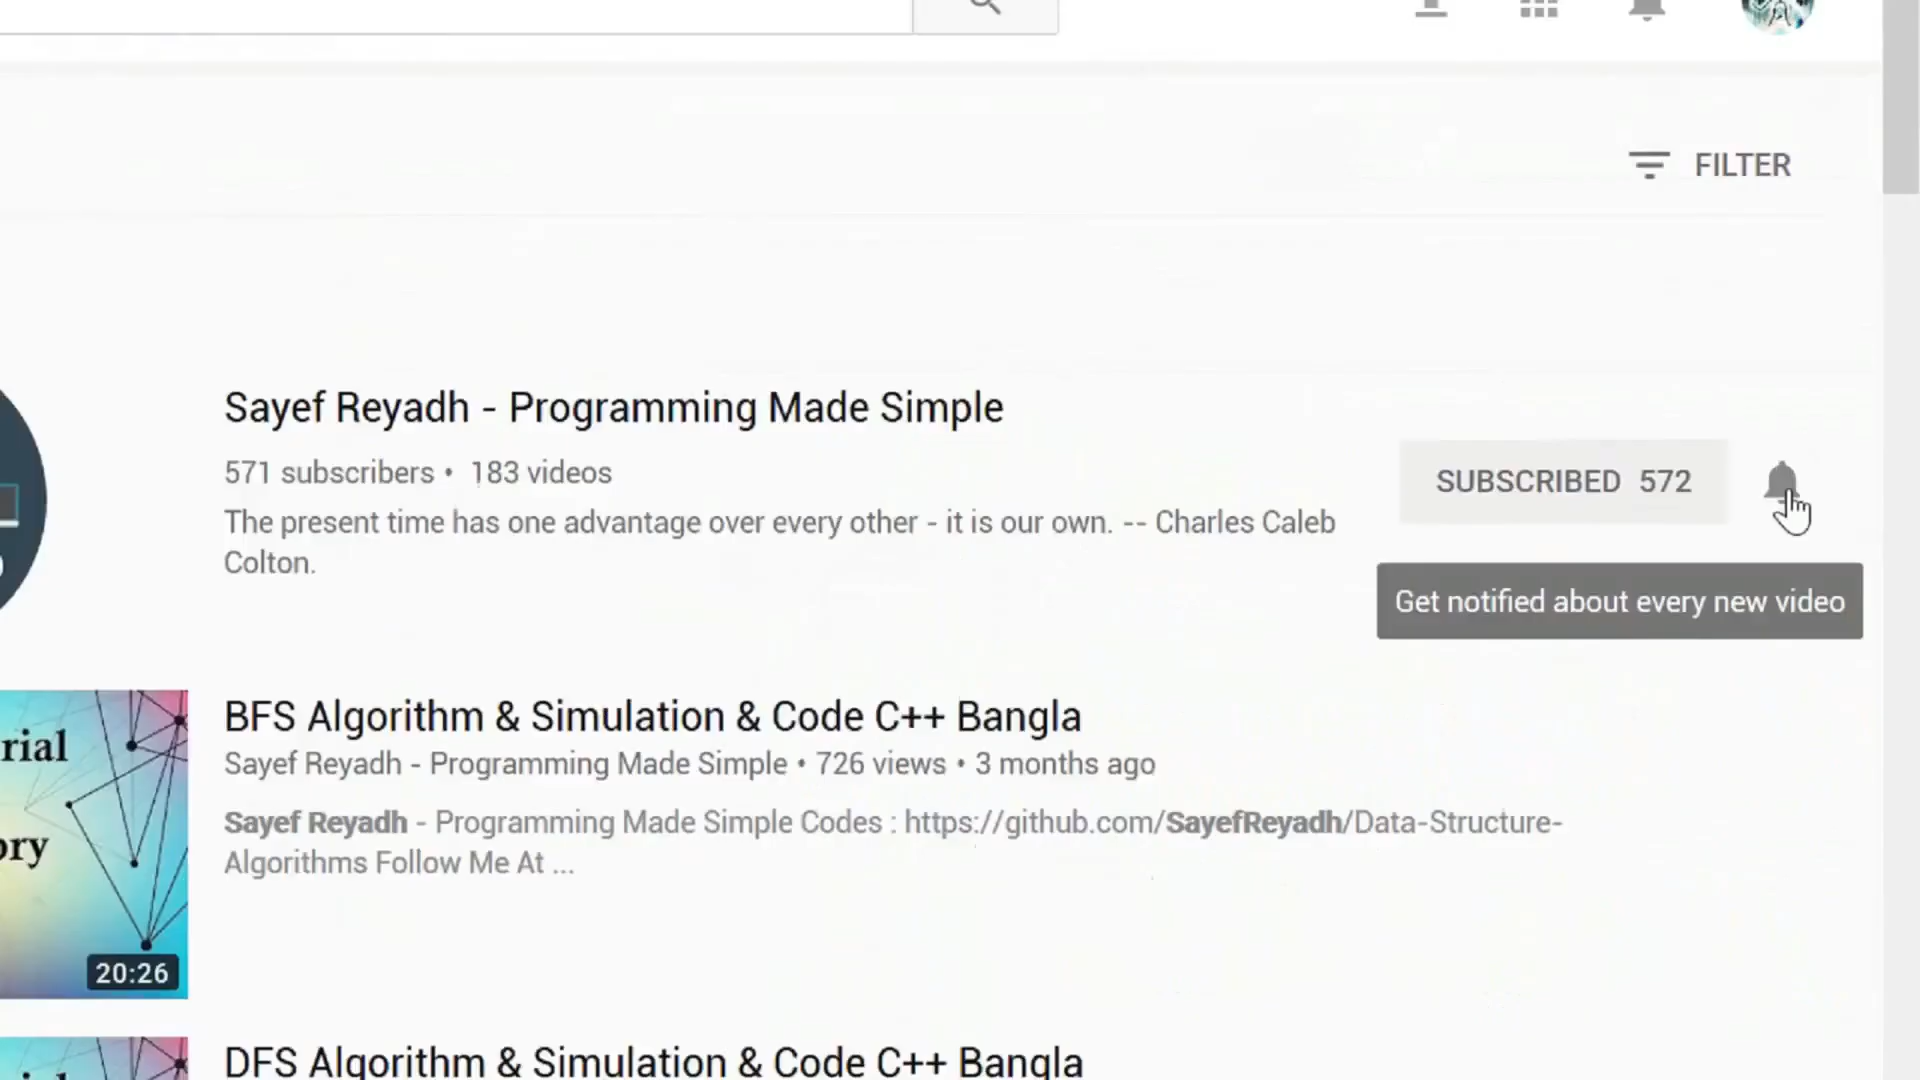 FILTER
Sayef Reyadh - Programming Made Simple
571 subscribers • 183 videos
SUBSCRIBED 572
The present time has one advantage over every other - it is our own. -- Charles Caleb
Colton.
Get notified about every new video
BFS Algorithm & Simulation & Code C++ Bangla
Sayef Reyadh - Programming Made Simple • 726 views • 3 months ago
Sayef Reyadh - Programming Made Simple Codes : https://github.com/SayefReyadh/Data-Structure-
Algorithms Follow Me At ...
rial
ory
20:26
DFS Algorithm & Simulation & Code C++ Bangla